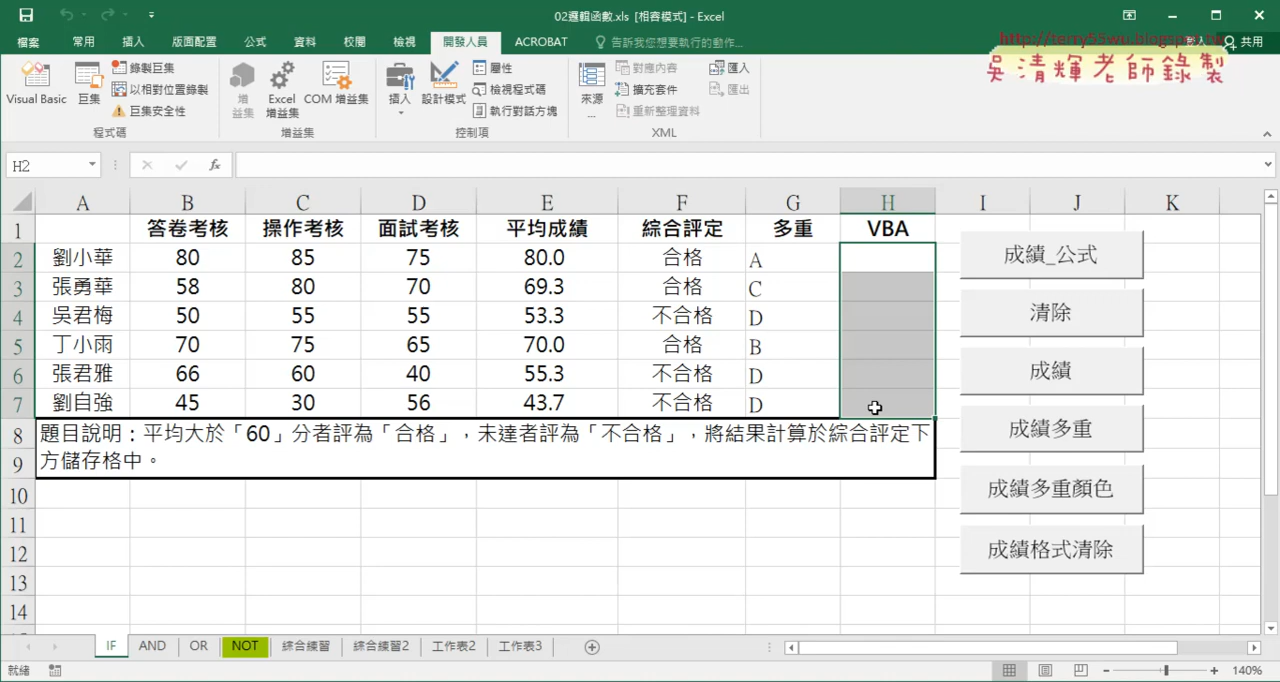 02邏輯函數.xls [相容模式] - Excel
檔案 常用 插入 版面配置 公式 資料 校閱 檢視 開發人員 ACROBAT 告訴我您想要執行的動作... 共用
http://terry55wu.blogspot.tw
吳清輝老師錄製
Visual Basic 巨集 錄製巨集 以相對位置錄製 巨集安全性
程式碼
增益集 Excel 增益集 COM 增益集
增益集
插入 設計模式 屬性 檢視程式碼 執行對話方塊
控制項
來源... 對應內容 擴充套件 重新整理資料 匯入 匯出
XML
H2 fx
A B C D E F G H I J K
1 答卷考核 操作考核 面試考核 平均成績 綜合評定 多重 VBA
2 劉小華 80 85 75 80.0 合格 A
3 張勇華 58 80 70 69.3 合格 C
4 吳君梅 50 55 55 53.3 不合格 D
5 丁小雨 70 75 65 70.0 合格 B
6 張君雅 66 60 40 55.3 不合格 D
7 劉自強 45 30 56 43.7 不合格 D
8 題目說明：平均大於「60」分者評為「合格」，未達者評為「不合格」，將結果計算於綜合評定下
9 方儲存格中。
10
11
12
13
14
成績_公式
清除
成績
成績多重
成績多重顏色
成績格式清除
IF AND OR NOT 綜合練習 綜合練習2 工作表2 工作表3
就緒 140%